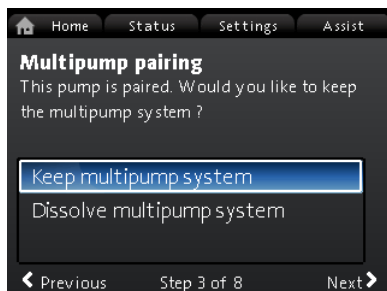 Home Status Settings Assist
Multipump pairing
This pump is paired. Would you like to keep
the multipump system ?
Keep multipump system
Dissolve multipump system
Previous Step 3 of 8 Next